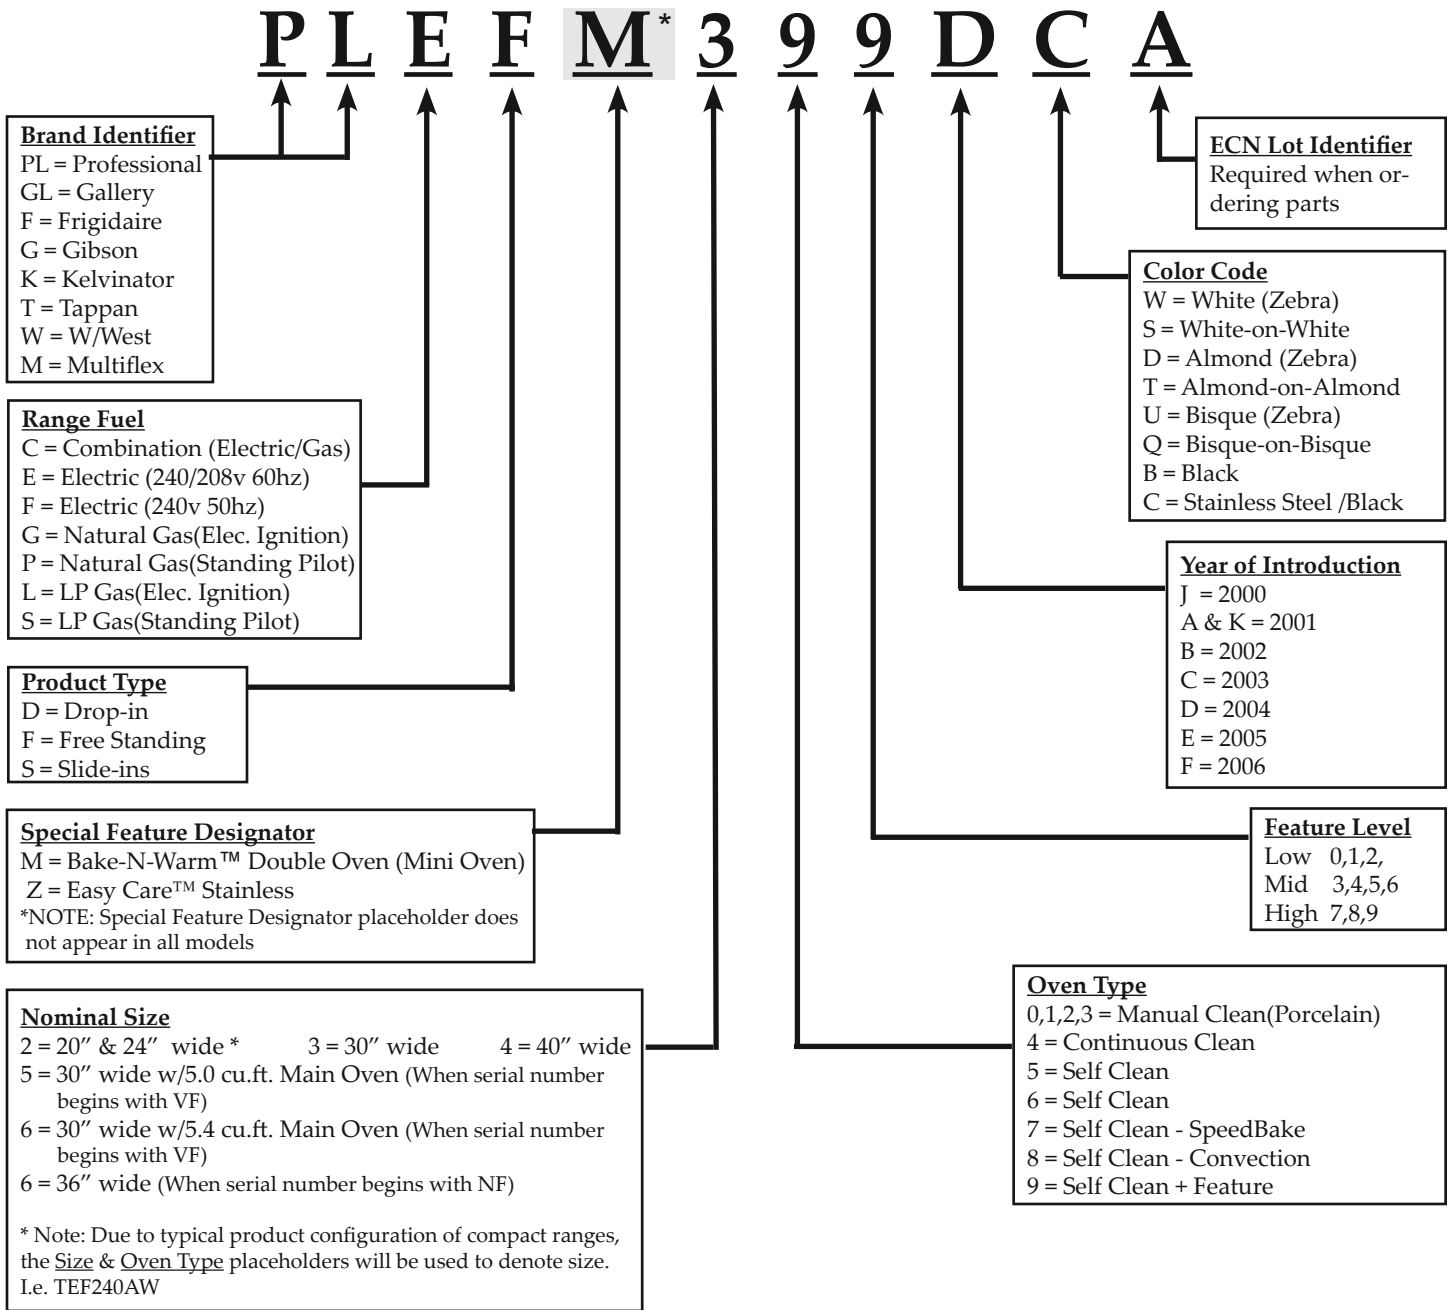 P L E F M* 3 9 9 D C A
Brand Identifier
PL = Professional
GL = Gallery
F = Frigidaire
G = Gibson
K = Kelvinator
T = Tappan
W = W/West
M = Multiflex
Range Fuel
C = Combination (Electric/Gas)
E = Electric (240/208v 60hz)
F = Electric (240v 50hz)
G = Natural Gas(Elec. Ignition)
P = Natural Gas(Standing Pilot)
L = LP Gas(Elec. Ignition)
S = LP Gas(Standing Pilot)
Product Type
D = Drop-in
F = Free Standing
S = Slide-ins
Special Feature Designator
M = Bake-N-Warm™ Double Oven (Mini Oven)
Z = Easy Care™ Stainless
*NOTE: Special Feature Designator placeholder does
not appear in all models
Nominal Size
2 = 20″ & 24″ wide * 3 = 30″ wide 4 = 40″ wide
5 = 30″ wide w/5.0 cu.ft. Main Oven (When serial number
begins with VF)
6 = 30″ wide w/5.4 cu.ft. Main Oven (When serial number
begins with VF)
6 = 36″ wide (When serial number begins with NF)
* Note: Due to typical product configuration of compact ranges,
the Size & Oven Type placeholders will be used to denote size.
I.e. TEF240AW
ECN Lot Identifier
Required when or-
dering parts
Color Code
W = White (Zebra)
S = White-on-White
D = Almond (Zebra)
T = Almond-on-Almond
U = Bisque (Zebra)
Q = Bisque-on-Bisque
B = Black
C = Stainless Steel /Black
Year of Introduction
J = 2000
A & K = 2001
B = 2002
C = 2003
D = 2004
E = 2005
F = 2006
Feature Level
Low 0,1,2,
Mid 3,4,5,6
High 7,8,9
Oven Type
0,1,2,3 = Manual Clean(Porcelain)
4 = Continuous Clean
5 = Self Clean
6 = Self Clean
7 = Self Clean - SpeedBake
8 = Self Clean - Convection
9 = Self Clean + Feature